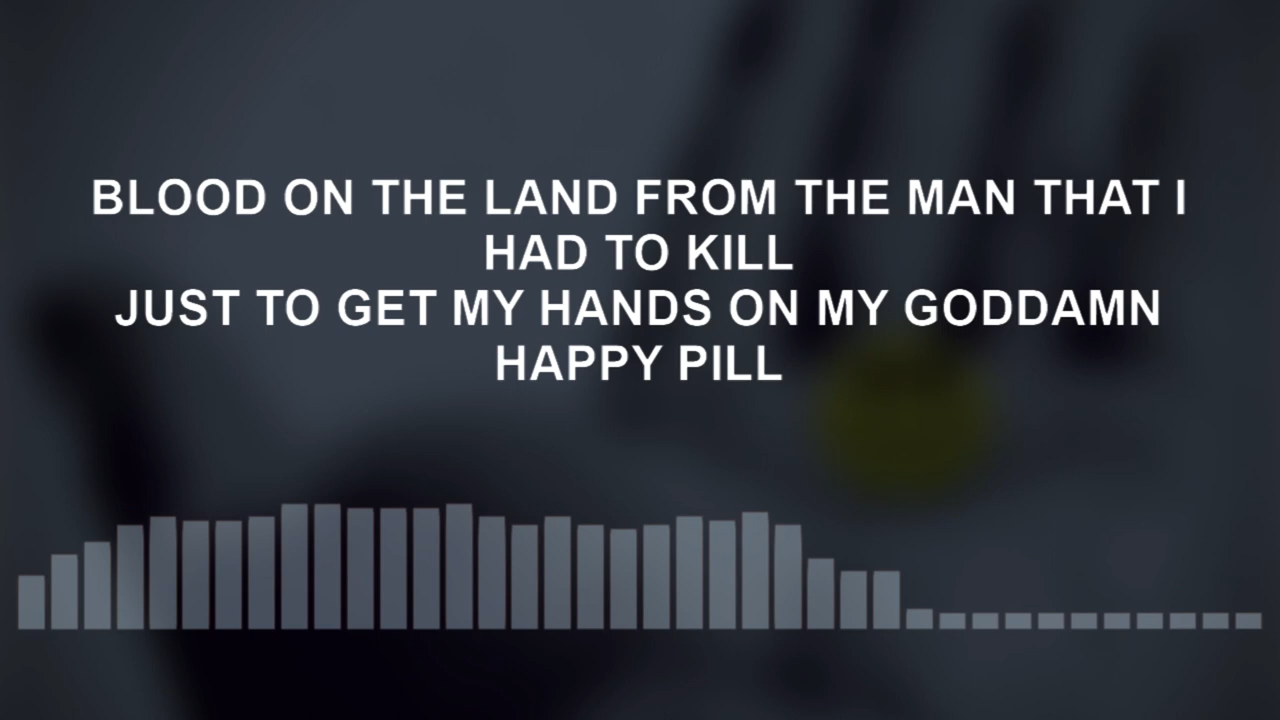 BLOOD ON THE LAND FROM THE MAN THAT I
HAD TO KILL
JUST TO GET MY HANDS ON MY GODDAMN
HAPPY PILL